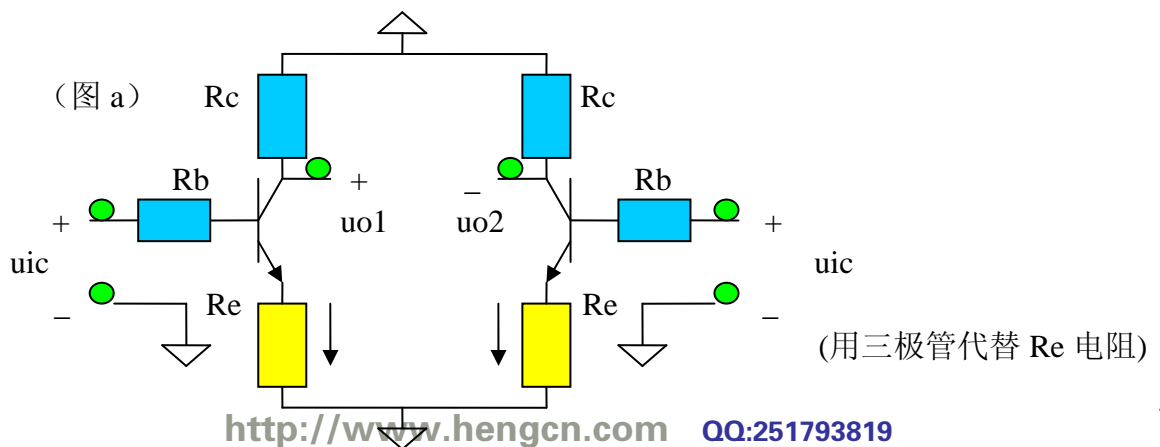 （图 a）
Rc
Rc
Rb
+
−
Rb
+
uo1
uo2
+
uic
uic
−
Re
Re
−
(用三极管代替 Re 电阻)
http://www.hengcn.com QQ:251793819